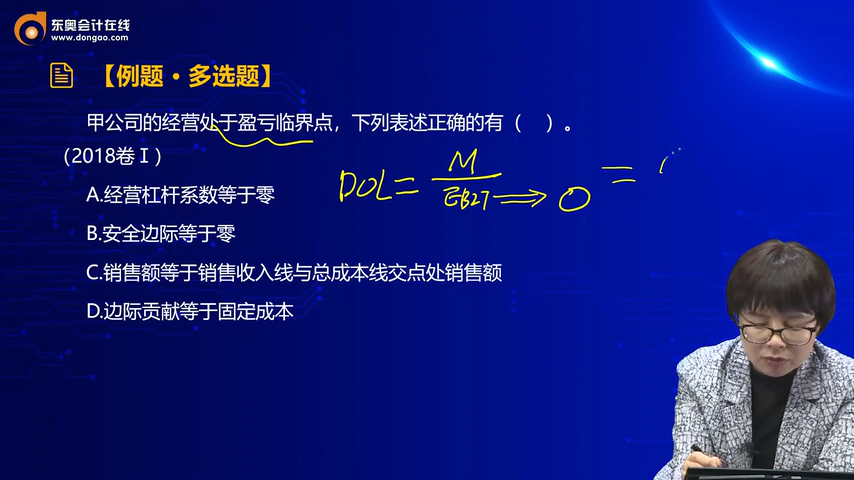 东奥会计在线
www.dongao.com
【例题·多选题】
甲公司的经营处于盈亏临界点，下列表述正确的有（ ）。
（2018卷Ⅰ）
A.经营杠杆系数等于零
B.安全边际等于零
C.销售额等于销售收入线与总成本线交点处销售额
D.边际贡献等于固定成本
DOL = M / EBIT ⇒ 0 =